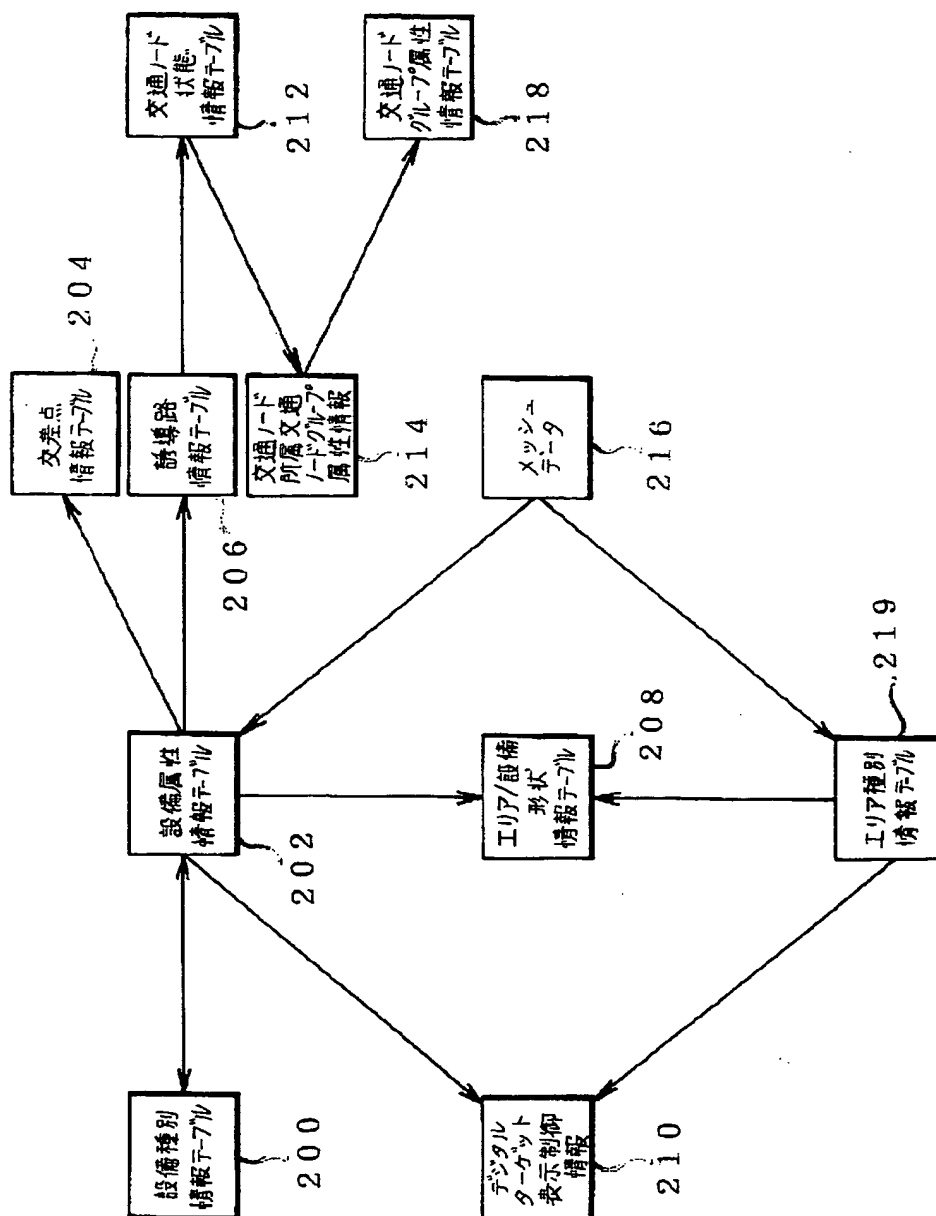 設備種別
情報テーブル
200
設備属性
情報テーブル
202
交差点
情報テーブル
204
誘導路
情報テーブル
206
交通ノード
状態
情報テーブル
212
交通ノード
所属交通
ノードグループ
属性情報
214
交通ノード
グループ属性
情報テーブル
218
デジタル
ターゲット
表示制御
情報
210
エリア/設備
形状
情報テーブル
208
メッシュ
データ
216
エリア種別
情報テーブル
219